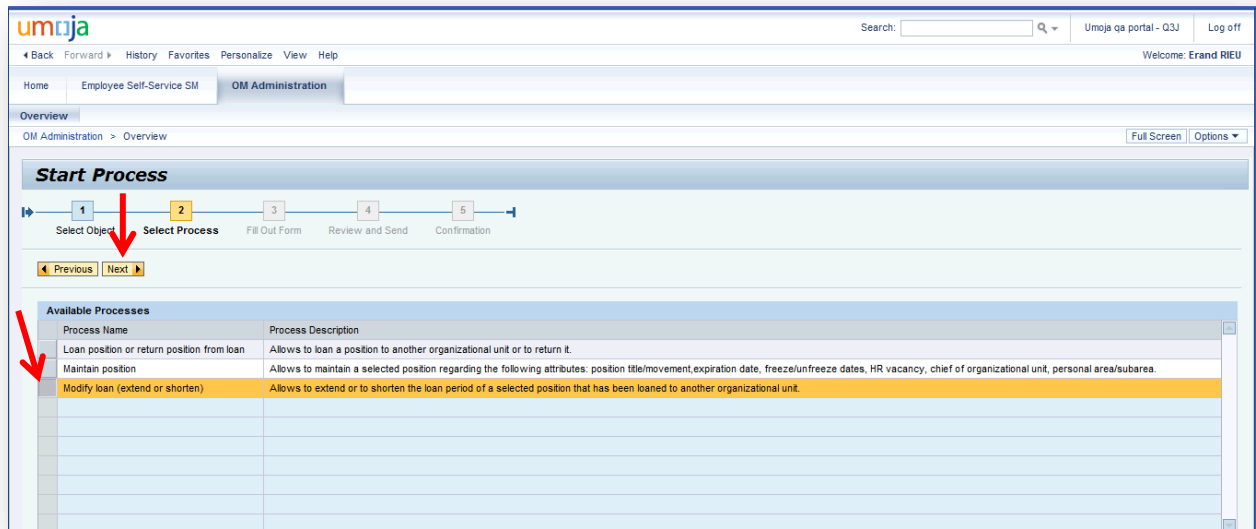 umoja
Search:
Umoja qa portal - Q3J
Log off
Back Forward History Favorites Personalize View Help
Welcome: Erand RIEU
Home Employee Self-Service SM OM Administration
Overview
OM Administration > Overview
Full Screen Options
Start Process
1 2 3 4 5
Select Object Select Process Fill Out Form Review and Send Confirmation
Previous Next
Available Processes
Process Name Process Description
Loan position or return position from loan Allows to loan a position to another organizational unit or to return it.
Maintain position Allows to maintain a selected position regarding the following attributes: position title/movement,expiration date, freeze/unfreeze dates, HR vacancy, chief of organizational unit, personal area/subarea.
Modify loan (extend or shorten) Allows to extend or to shorten the loan period of a selected position that has been loaned to another organizational unit.